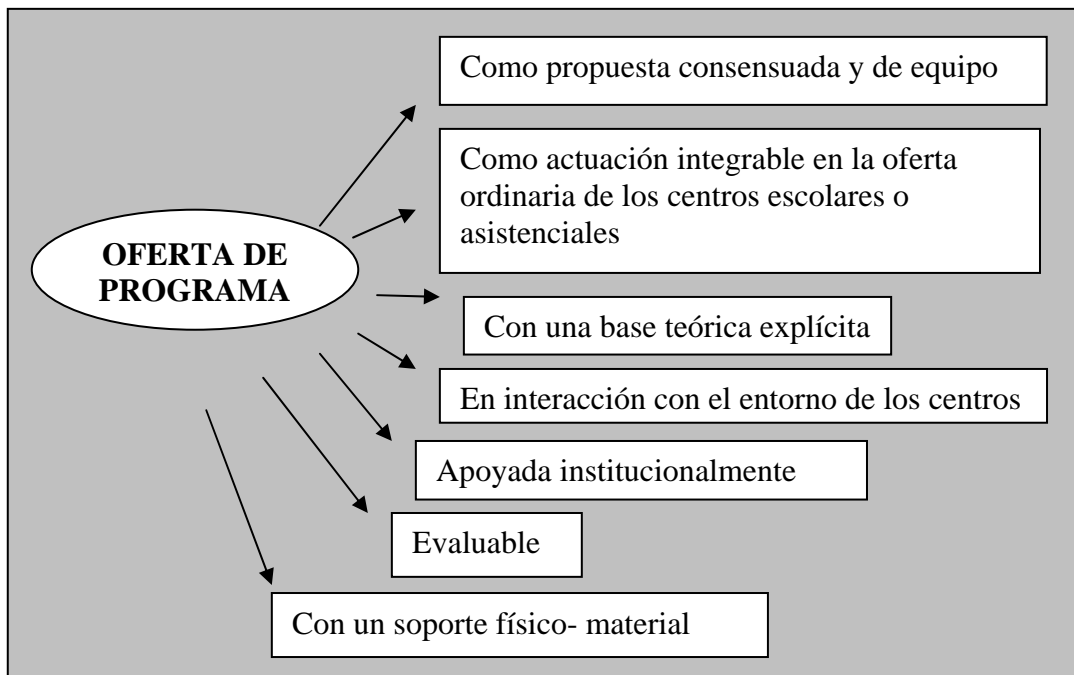 Como propuesta consensuada y de equipo
Como actuación integrable en la oferta
ordinaria de los centros escolares o
asistenciales
OFERTA DE
PROGRAMA
Con una base teórica explícita
En interacción con el entorno de los centros
Apoyada institucionalmente
Evaluable
Con un soporte físico- material